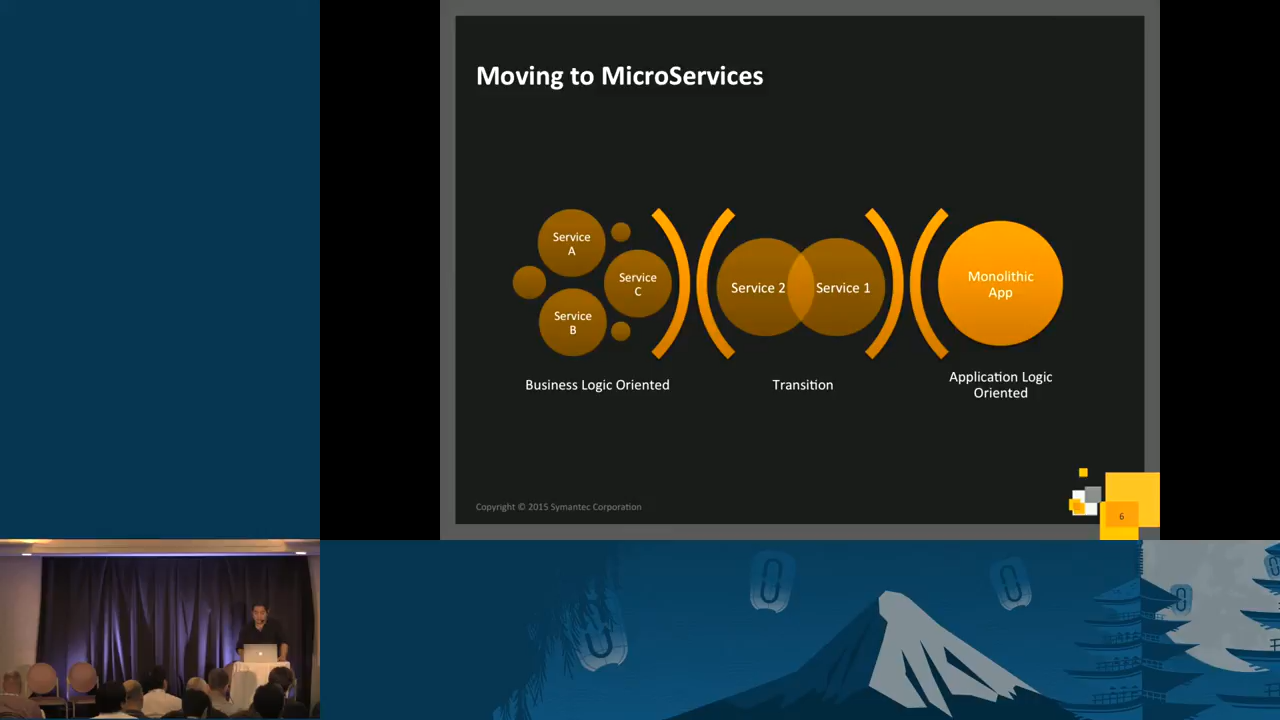 Moving to MicroServices
Service
A
Service
C
Service
B
Service 2
Service 1
Monolithic
App
Business Logic Oriented
Transition
Application Logic
Oriented
Copyright © 2015 Symantec Corporation
6